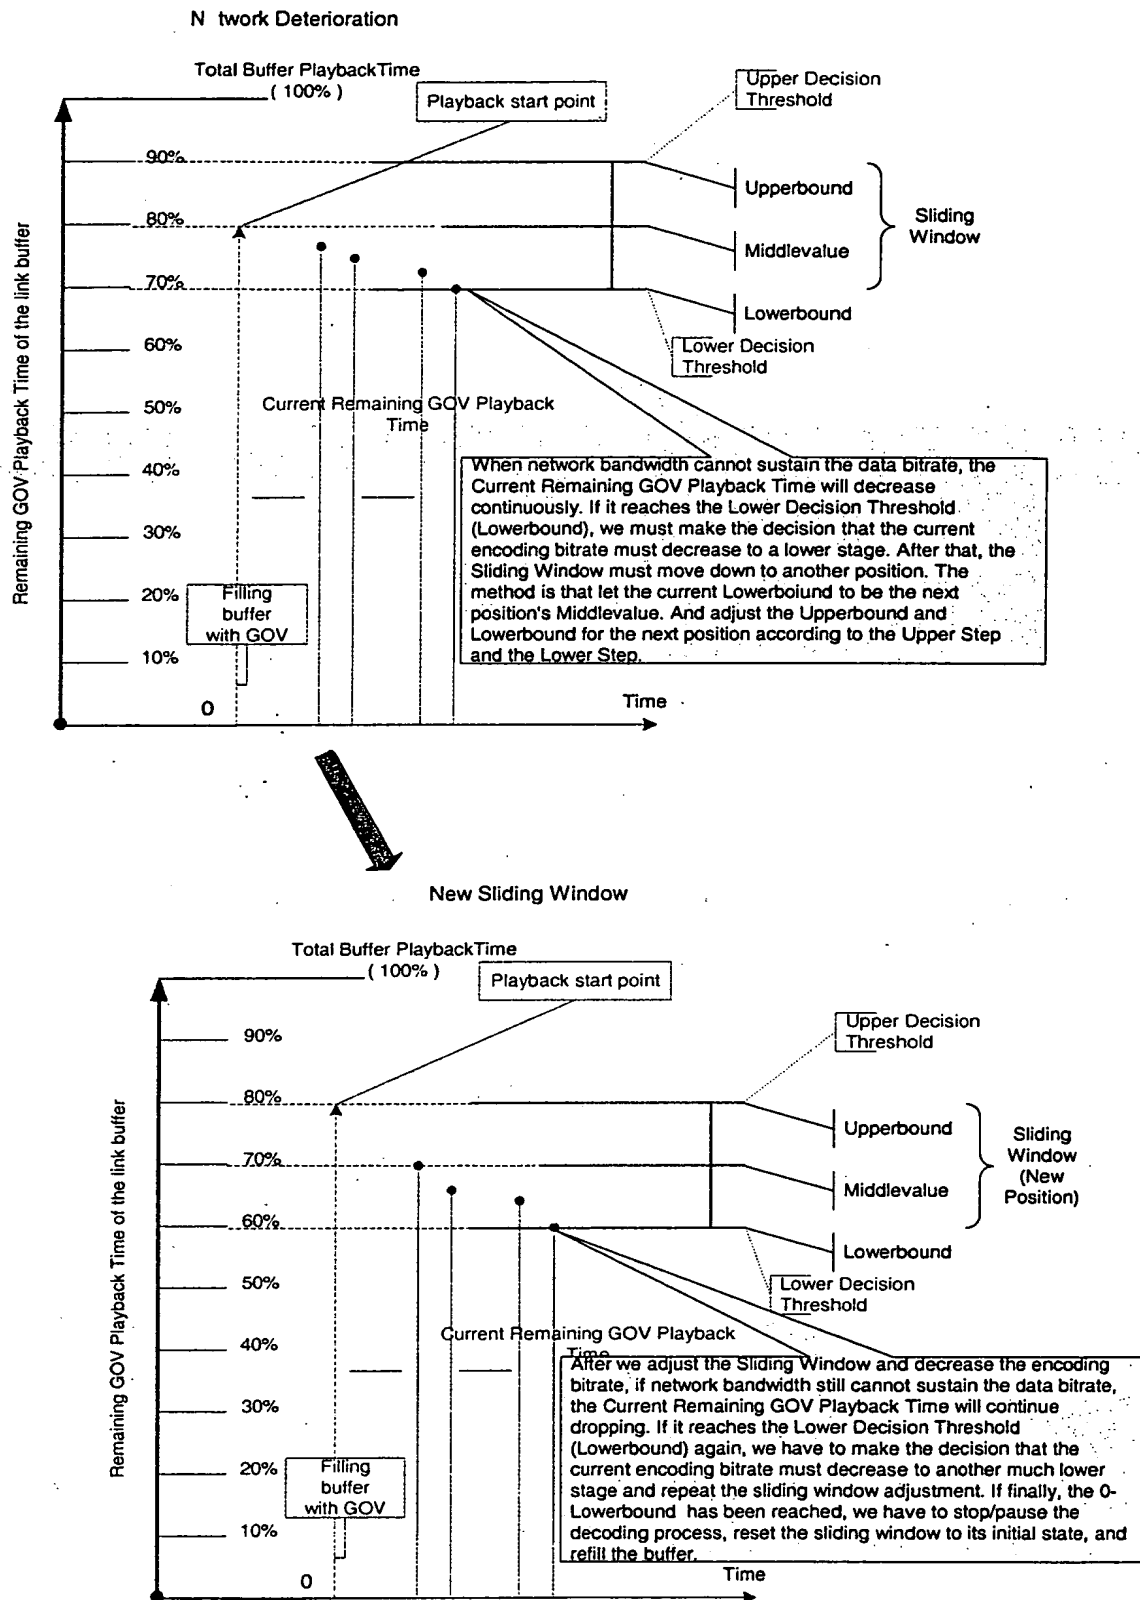 N twork Deterioration
Total Buffer PlaybackTime
( 100% )
Playback start point
Upper Decision
Threshold
90%
Upperbound
80%
Sliding
Window
Middlevalue
70%
Lowerbound
60%
Lower Decision
Threshold
50%
Current Remaining GOV Playback
Time
40%
30%
20%
10%
0
Remaining GOV Playback Time of the link buffer
When network bandwidth cannot sustain the data bitrate, the
Current Remaining GOV Playback Time will decrease
continuously. If it reaches the Lower Decision Threshold
(Lowerbound), we must make the decision that the current
encoding bitrate must decrease to a lower stage. After that, the
Sliding Window must move down to another position. The
method is that let the current Lowerboiund to be the next
position's Middlevalue. And adjust the Upperbound and
Lowerbound for the next position according to the Upper Step
and the Lower Step.
Filling
buffer
with GOV
Time
New Sliding Window
Total Buffer PlaybackTime
( 100% )
Playback start point
Upper Decision
Threshold
90%
80%
Upperbound
Sliding
Window
(New
Position)
70%
Middlevalue
60%
Lowerbound
50%
Lower Decision
Threshold
Current Remaining GOV Playback
Time
40%
30%
20%
10%
0
Remaining GOV Playback Time of the link buffer
After we adjust the Sliding Window and decrease the encoding
bitrate, if network bandwidth still cannot sustain the data bitrate,
the Current Remaining GOV Playback Time will continue
dropping. If it reaches the Lower Decision Threshold
(Lowerbound) again, we have to make the decision that the
current encoding bitrate must decrease to another much lower
stage and repeat the sliding window adjustment. If finally, the 0-
Lowerbound has been reached, we have to stop/pause the
decoding process, reset the sliding window to its initial state, and
refill the buffer.
Filling
buffer
with GOV
Time